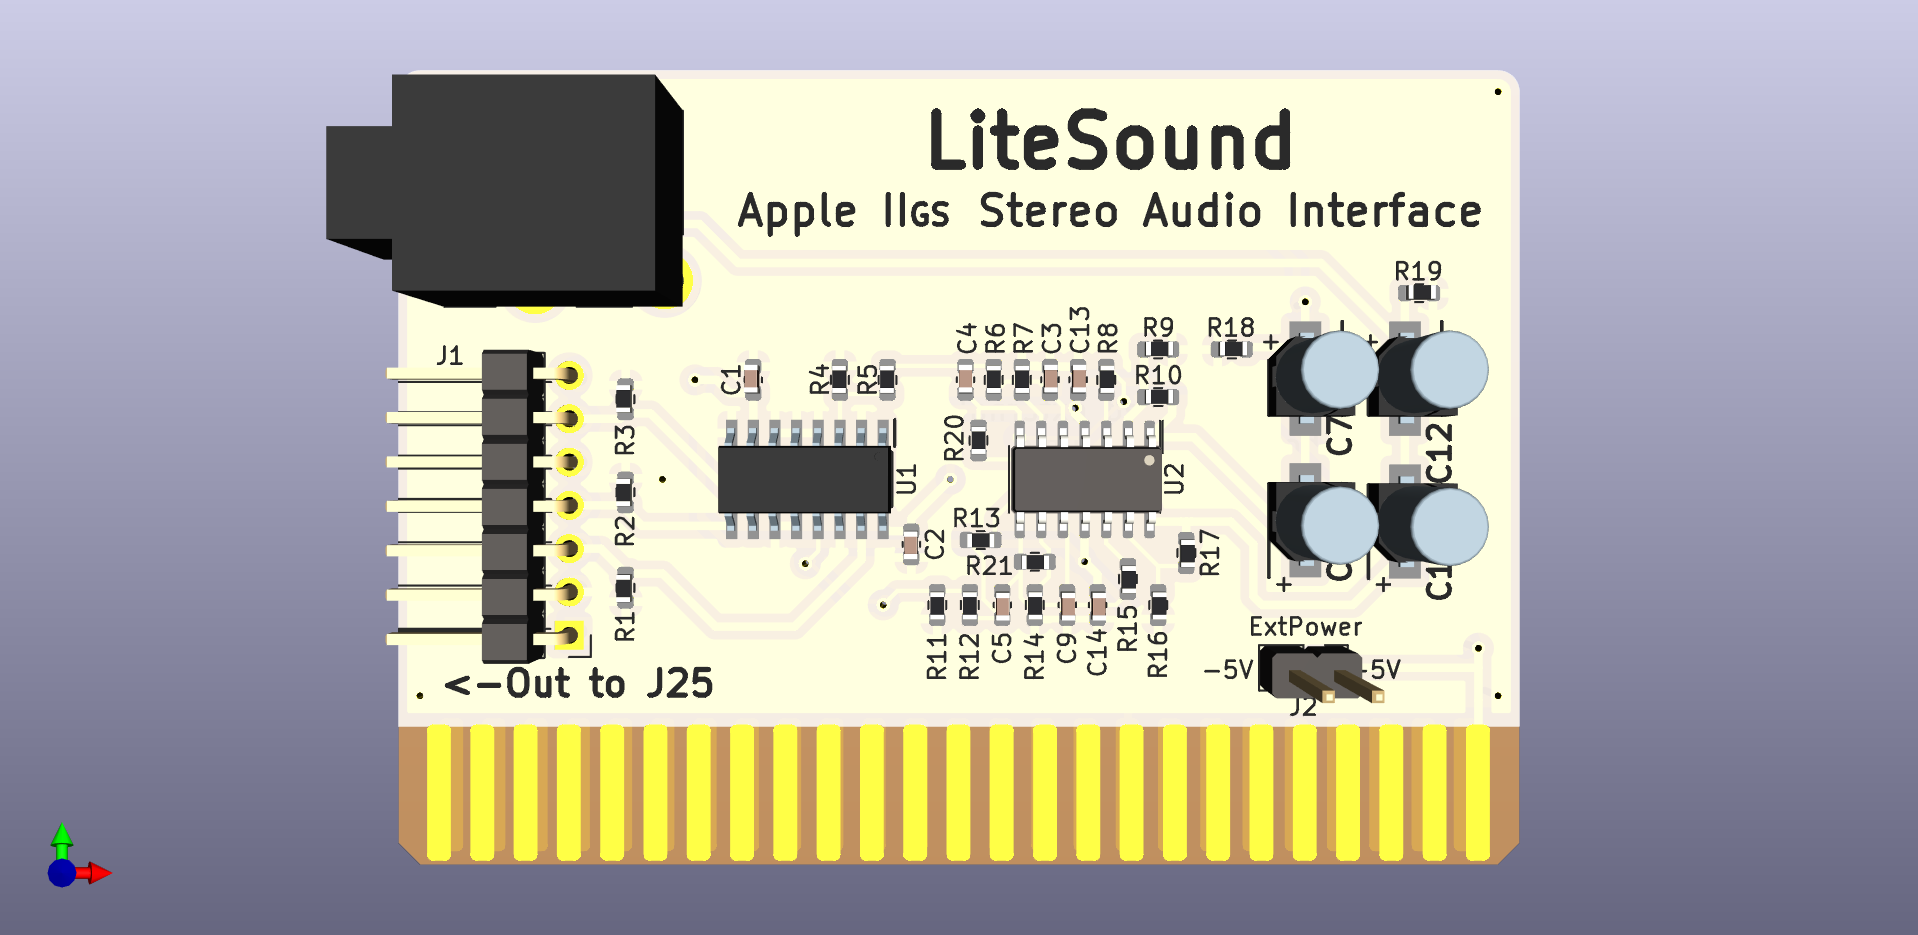 LiteSound
Apple IIGS Stereo Audio Interface
R19
C4
R6
R7
C3
C13
R8
R9
R18
+
+
J1
C1
R4
R5
R10
R3
R20
C7
C12
U1
U2
R2
R13
C2
R21
R17
+
+
R1
R11
R12
C5
R14
C9
C14
R15
R16
ExtPower
-5V
-5V
J2
<-Out to J25